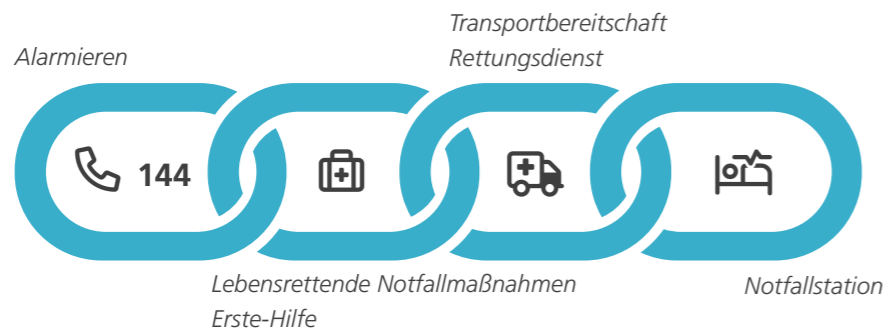 Alarmieren
Transportbereitschaft
Rettungsdienst
144
Lebensrettende Notfallmaßnahmen
Erste-Hilfe
Notfallstation